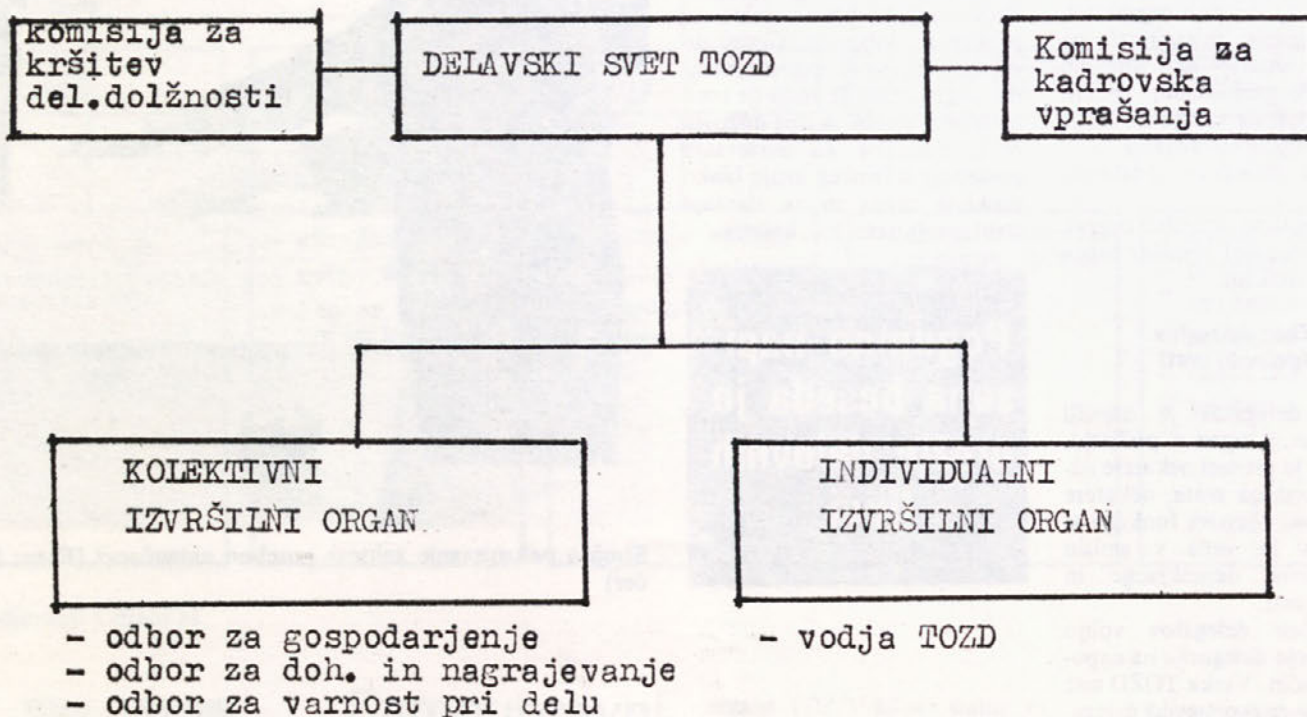 Komisija za
kršitev
del.dolžnosti
DELAVSKI SVET TOZD
Komisija za
kadrovska
vprašanja
KOLEKTIVNI
IZVRŠILNI ORGAN.
INDIVIDUALNI
IZVRŠILNI ORGAN
- odbor za gospodarjenje
- odbor za doh. in nagrajevanje
- odbor za varnost pri delu
- vodja TOZD